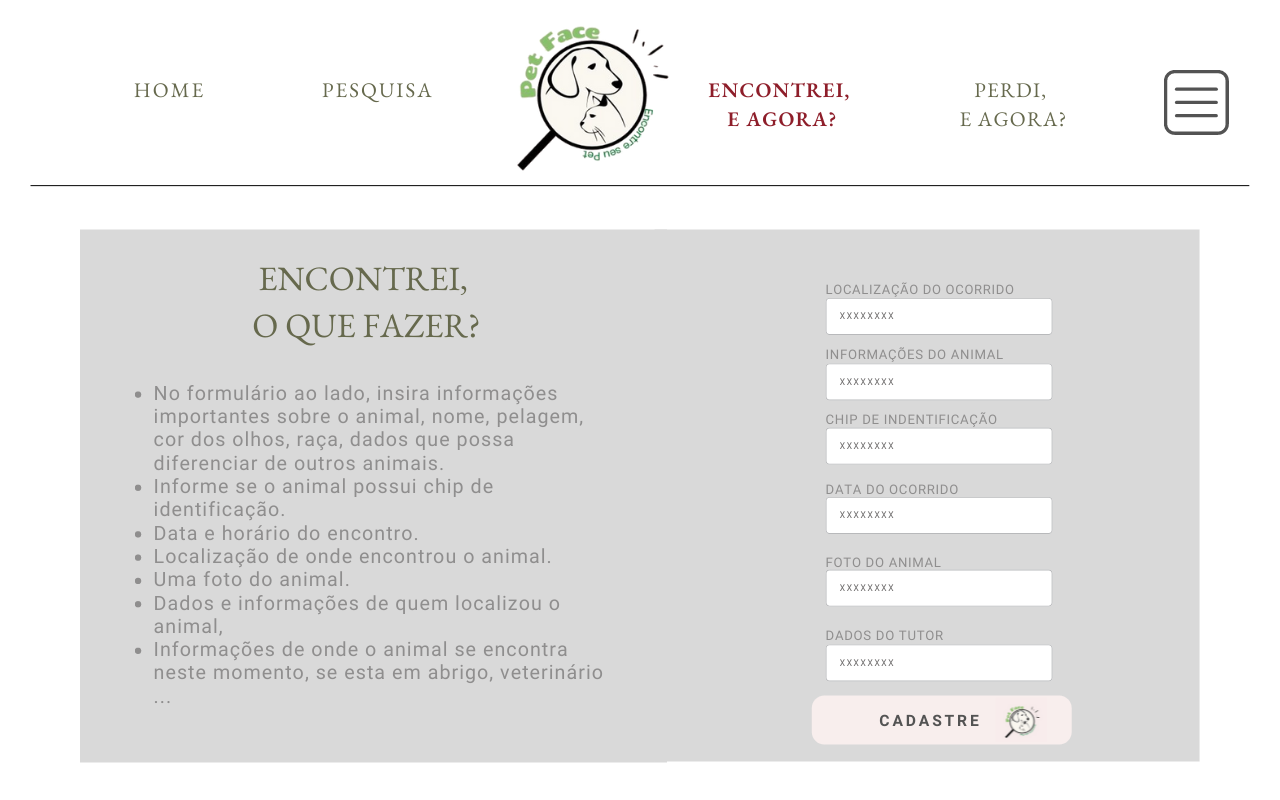 HOME
PESQUISA
Pet Face
Encontre seu Pet
ENCONTREI,
E AGORA?
PERDI,
E AGORA?
ENCONTREI,
O QUE FAZER?
• No formulário ao lado, insira informações
importantes sobre o animal, nome, pelagem,
cor dos olhos, raça, dados que possa
diferenciar de outros animais.
• Informe se o animal possui chip de
identificação.
• Data e horário do encontro.
• Localização de onde encontrou o animal.
• Uma foto do animal.
• Dados e informações de quem localizou o
animal,
• Informações de onde o animal se encontra
neste momento, se esta em abrigo, veterinário
...
LOCALIZAÇÃO DO OCORRIDO
xxxxxxxx
INFORMAÇÕES DO ANIMAL
xxxxxxxx
CHIP DE INDENTIFICAÇÃO
xxxxxxxx
DATA DO OCORRIDO
xxxxxxxx
FOTO DO ANIMAL
xxxxxxxx
DADOS DO TUTOR
xxxxxxxx
CADASTRE
Pet Face